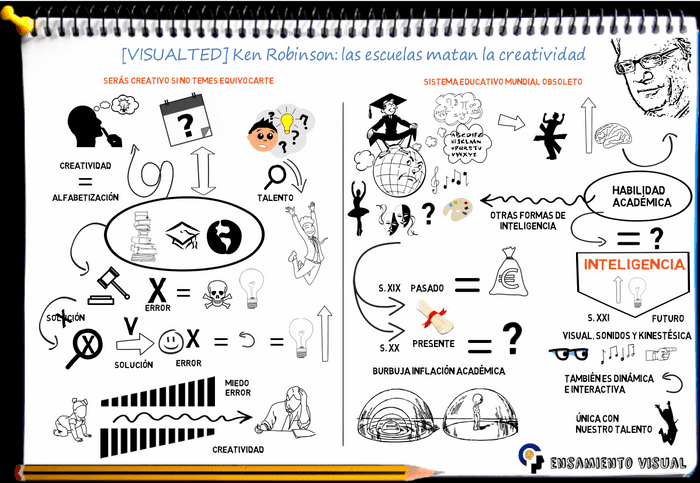 [VISUALTED] Ken Robinson: las escuelas matan la creatividad
SERÁS CREATIVO SI NO TEMES EQUIVOCARTE
?
? ? ?
CREATIVIDAD
=
ALFABETIZACIÓN
TALENTO
X =
ERROR
SOLUCIÓN
X
V
X = =
SOLUCIÓN
ERROR
MIEDO
ERROR
CREATIVIDAD
SISTEMA EDUCATIVO MUNDIAL OBSOLETO
HABILIDAD
ACADÉMICA
?
OTRAS FORMAS DE
INTELIGENCIA
= ?
INTELIGENCIA
S. XXI FUTURO
S. XIX PASADO = €
S. XX PRESENTE = ?
VISUAL, SONIDOS Y KINESTÉSICA
BURBUJA INFLACIÓN ACADÉMICA
TAMBIÉN ES DINÁMICA
E INTERACTIVA
ÚNICA CON
NUESTRO TALENTO
ENSAMIENTO VISUAL